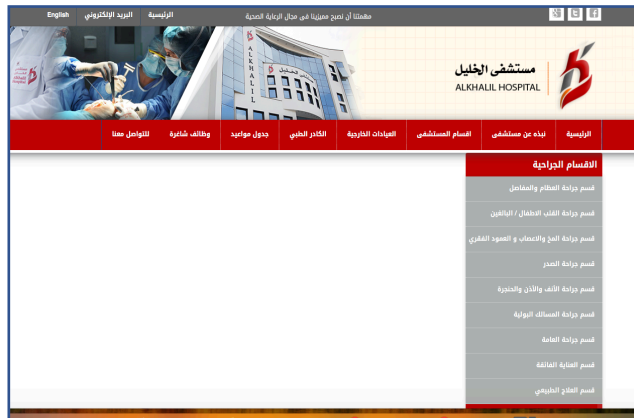 مهمتنا أن نصبح مميزينا فى مجال الرعاية الصحية
الرئيسية البريد الإلكتروني English
مستشفى الخليل
ALKHALIL HOSPITAL
ALKHALIL
الرئيسية نبذه عن مستشفى اقسام المستشفى العيادات الخارجية الكادر الطبي جدول مواعيد وظائف شاغرة للتواصل معنا
الاقسام الجراحية
قسم جراحة العظام والمفاصل
قسم جراحة القلب الاطفال / البالغين
قسم جراحة المخ والاعصاب و العمود الفقري
قسم جراحة الصدر
قسم جراحة الأنف والأذن والحنجرة
قسم جراحة المسالك البولية
قسم جراحة العامة
قسم العناية الفائقة
قسم العلاج الطبيعي